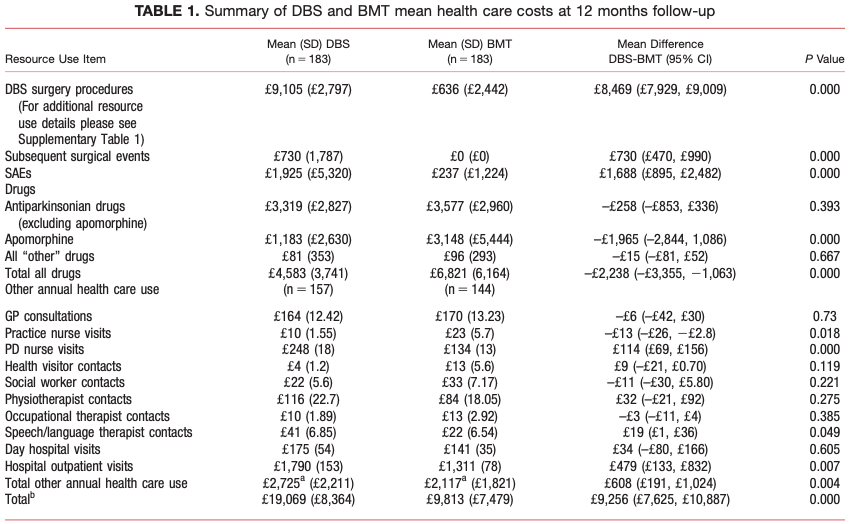 TABLE 1. Summary of DBS and BMT mean health care costs at 12 months follow-up
Resource Use Item Mean (SD) DBS (n = 183) Mean (SD) BMT (n = 183) Mean Difference DBS-BMT (95% CI) P Value
DBS surgery procedures £9,105 (£2,797) £636 (£2,442) £8,469 (£7,929, £9,009) 0.000
(For additional resource
use details please see
Supplementary Table 1)
Subsequent surgical events £730 (1,787) £0 (£0) £730 (£470, £990) 0.000
SAEs £1,925 (£5,320) £237 (£1,224) £1,688 (£895, £2,482) 0.000
Drugs
Antiparkinsonian drugs £3,319 (£2,827) £3,577 (£2,960) –£258 (–£853, £336) 0.393
(excluding apomorphine)
Apomorphine £1,183 (£2,630) £3,148 (£5,444) –£1,965 (–2,844, 1,086) 0.000
All “other” drugs £81 (353) £96 (293) –£15 (–£81, £52) 0.667
Total all drugs £4,583 (3,741) £6,821 (6,164) –£2,238 (–£3,355, −1,063) 0.000
Other annual health care use (n = 157) (n = 144)
GP consultations £164 (12.42) £170 (13.23) –£6 (–£42, £30) 0.73
Practice nurse visits £10 (1.55) £23 (5.7) –£13 (–£26, −£2.8) 0.018
PD nurse visits £248 (18) £134 (13) £114 (£69, £156) 0.000
Health visitor contacts £4 (1.2) £13 (5.6) £9 (–£21, £0.70) 0.119
Social worker contacts £22 (5.6) £33 (7.17) –£11 (–£30, £5.80) 0.221
Physiotherapist contacts £116 (22.7) £84 (18.05) £32 (–£21, £92) 0.275
Occupational therapist contacts £10 (1.89) £13 (2.92) –£3 (–£11, £4) 0.385
Speech/language therapist contacts £41 (6.85) £22 (6.54) £19 (£1, £36) 0.049
Day hospital visits £175 (54) £141 (35) £34 (–£80, £166) 0.605
Hospital outpatient visits £1,790 (153) £1,311 (78) £479 (£133, £832) 0.007
Total other annual health care use £2,725a (£2,211) £2,117a (£1,821) £608 (£191, £1,024) 0.004
Totalb £19,069 (£8,364) £9,813 (£7,479) £9,256 (£7,625, £10,887) 0.000